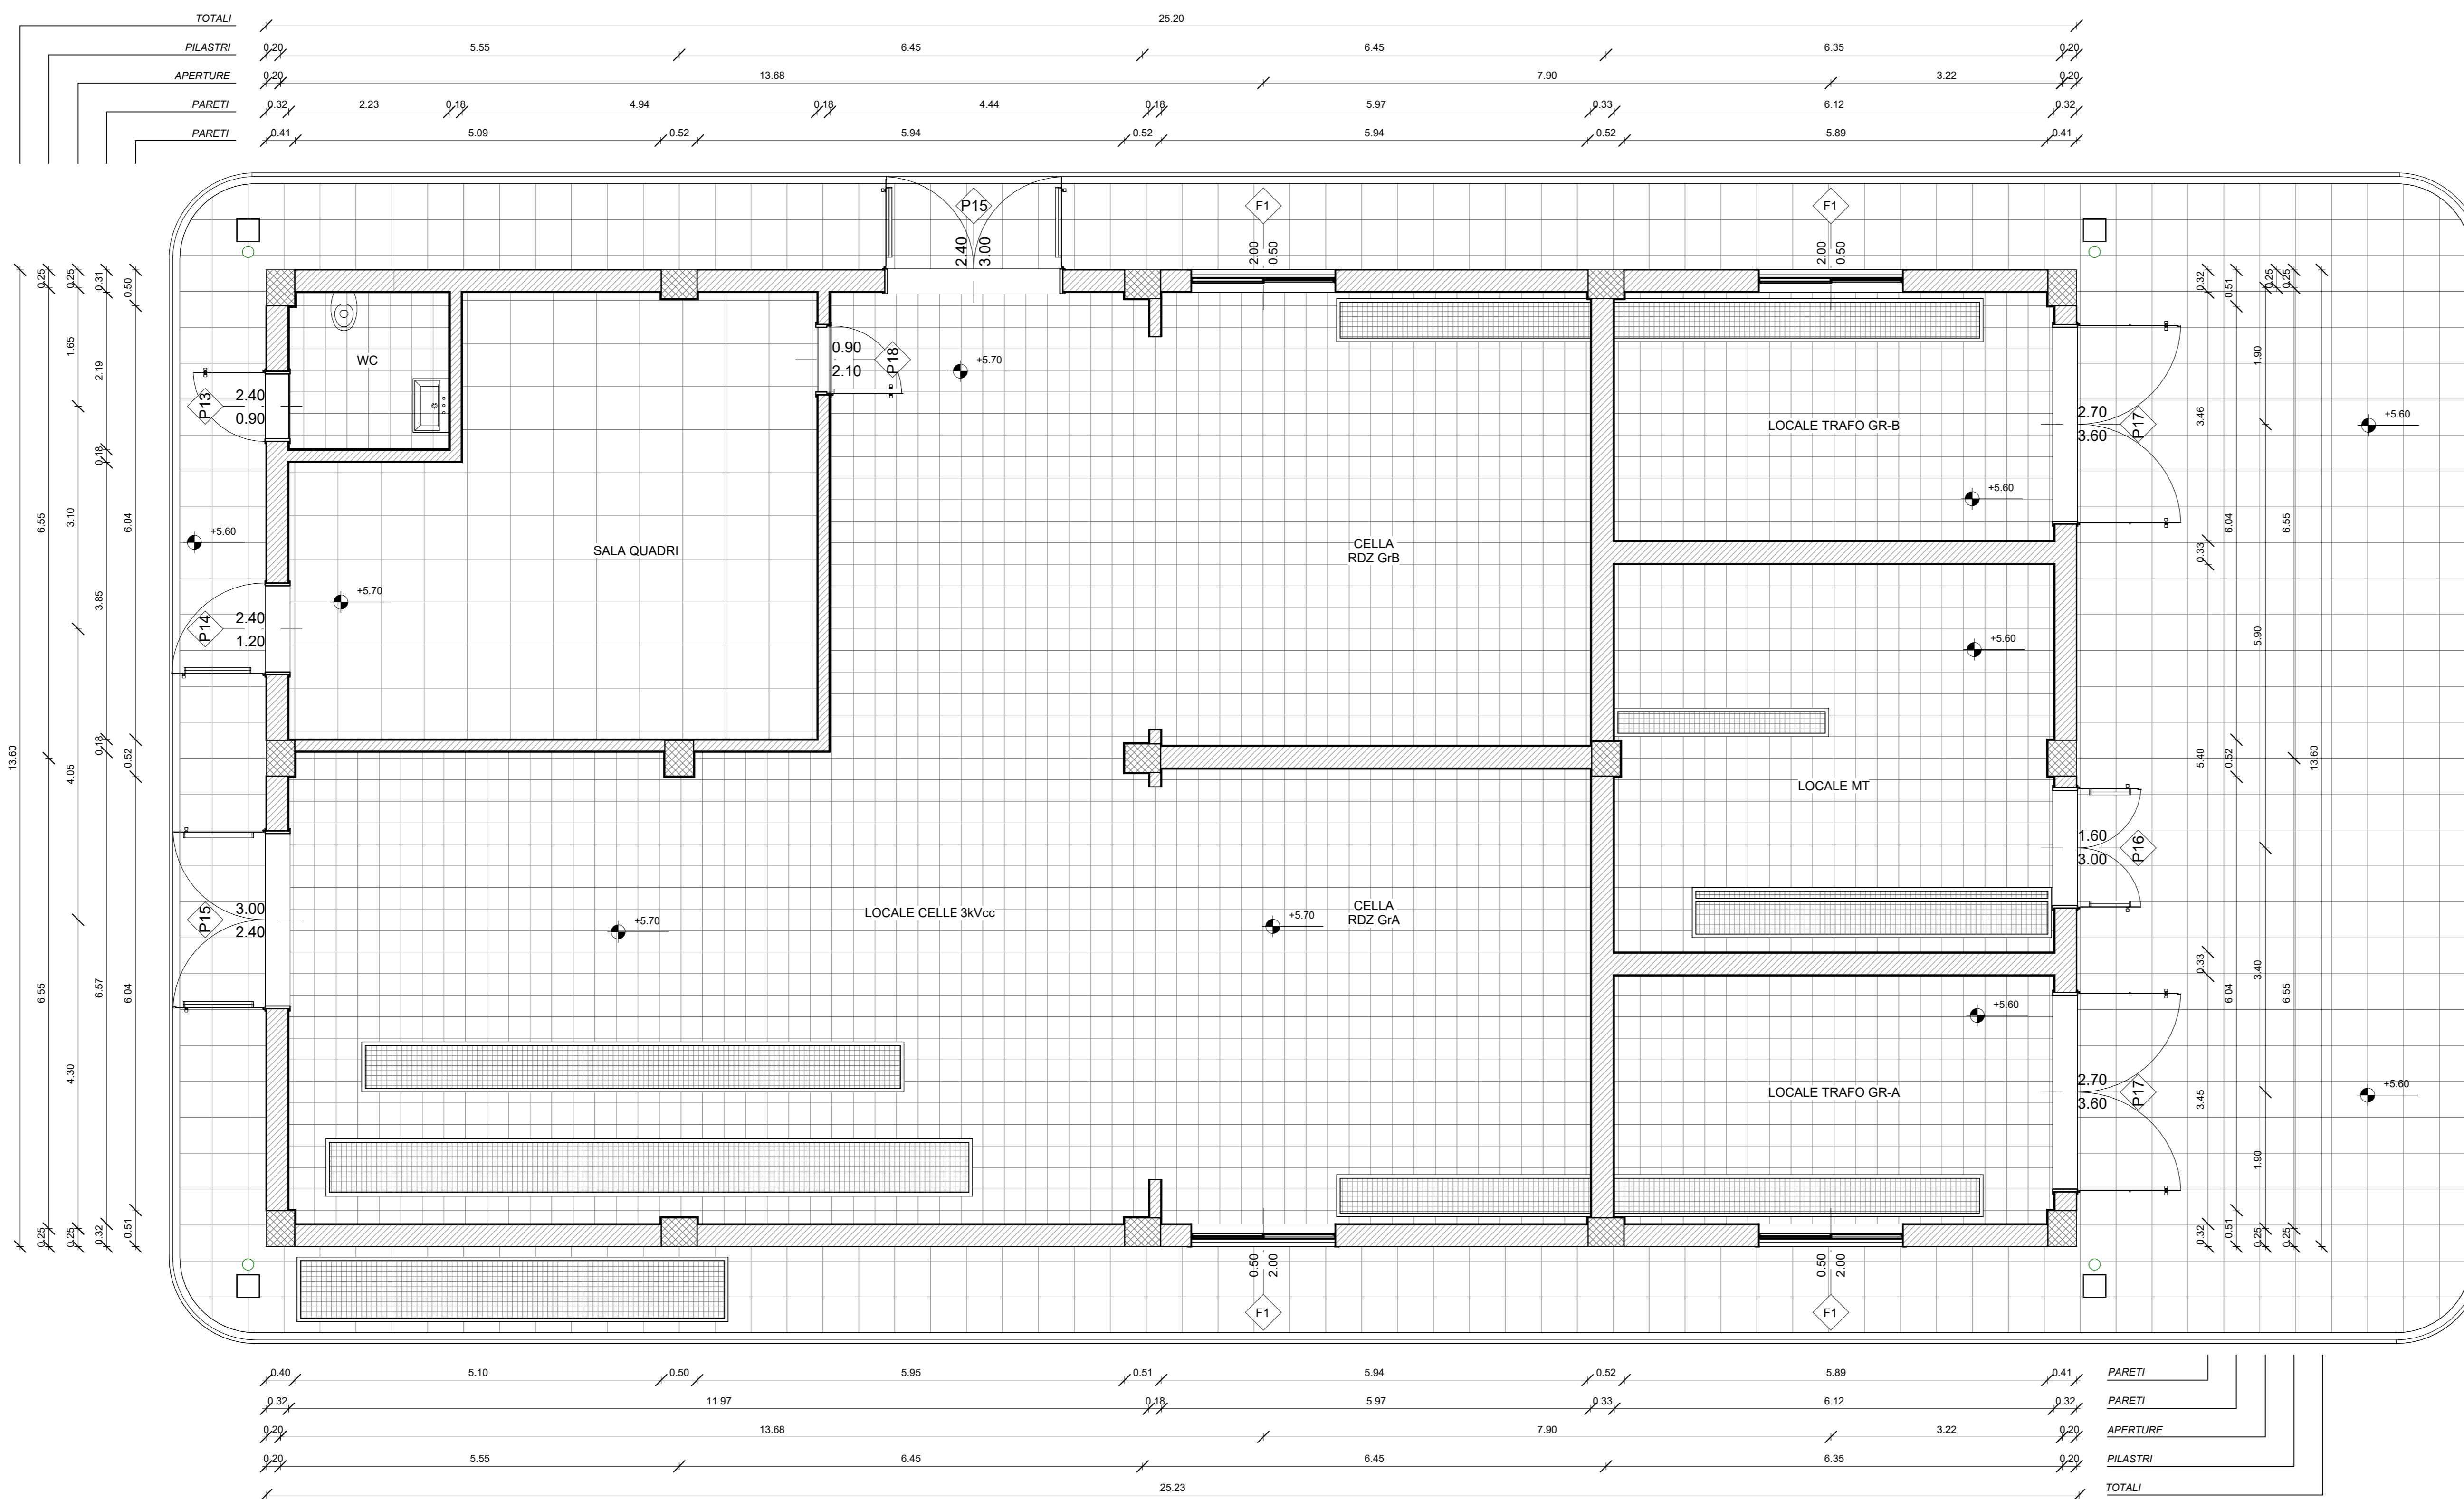 TOTALI
25.20
PILASTRI
0.20 5.55 6.45 6.45 6.35 0.20
APERTURE
0.20 13.68 7.90 3.22 0.20
PARETI
0.32 2.23 0.18 4.94 0.18 4.44 0.18 5.97 0.33 6.12 0.32
PARETI
0.41 5.09 0.52 5.94 0.52 5.94 0.52 5.89 0.41
P15
2.40
3.00
F1
2.00
0.50
F1
2.00
0.50
WC
P13
2.40
0.90
0.90
2.10
P18
+5.70
LOCALE TRAFO GR-B
2.70
3.60
P17
+5.60
+5.60
+5.60
SALA QUADRI
CELLA
RDZ GrB
+5.70
P14
2.40
1.20
+5.60
LOCALE MT
1.60
3.00
P16
P15
3.00
2.40
+5.70
LOCALE CELLE 3kVcc
+5.70
CELLA
RDZ GrA
+5.60
LOCALE TRAFO GR-A
2.70
3.60
P17
+5.60
0.50
2.00
F1
0.50
2.00
F1
13.60
0.25
6.55
6.55
0.25
0.25
1.65
3.10
4.05
4.30
0.25
0.31
2.19
0.18
3.85
0.18
6.57
0.32
0.50
6.04
0.52
6.04
0.51
0.32
3.46
0.33
5.40
0.33
3.45
0.32
0.51
6.04
0.52
6.04
0.51
0.25
1.90
5.90
3.40
1.90
0.25
0.25
6.55
6.55
0.25
13.60
0.40 5.10 0.50 5.95 0.51 5.94 0.52 5.89 0.41
PARETI
0.32 11.97 0.18 5.97 0.33 6.12 0.32
PARETI
0.20 13.68 7.90 3.22 0.20
APERTURE
0.20 5.55 6.45 6.45 6.35 0.20
PILASTRI
25.23
TOTALI